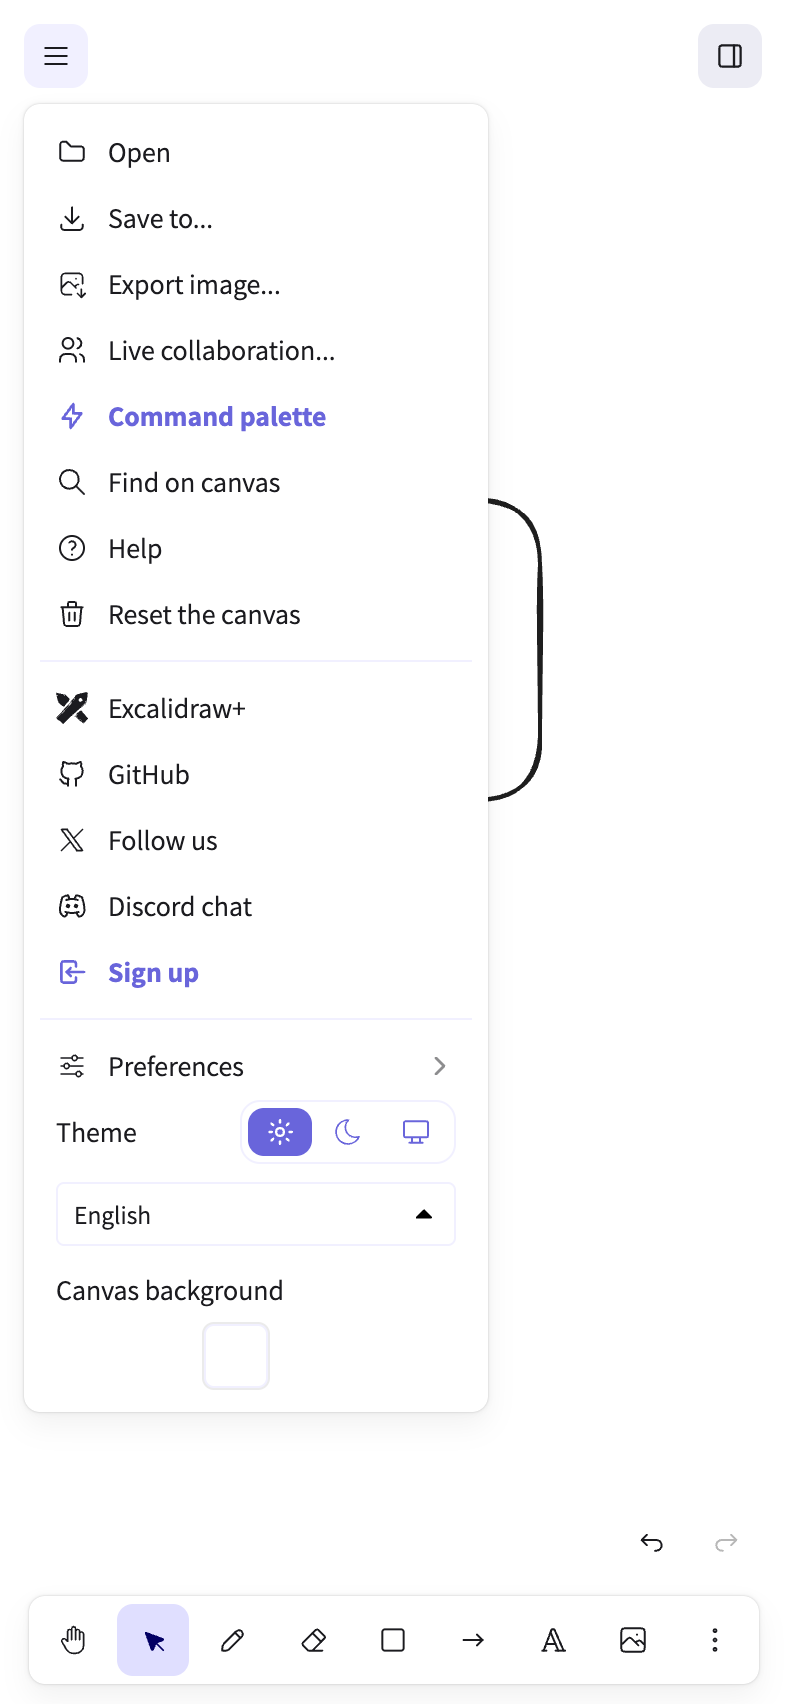 Open
Save to...
Export image...
Live collaboration...
Command palette
Find on canvas
Help
Reset the canvas
Excalidraw+
GitHub
Follow us
Discord chat
Sign up
Preferences
Theme
English
Canvas background